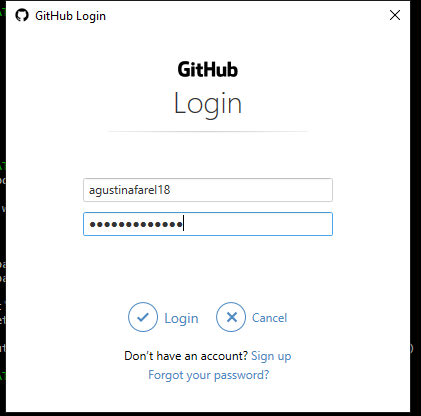 GitHub Login
GitHub
Login
agustinafarel18
●●●●●●●●●●●●●
Login Cancel
Don't have an account? Sign up
Forgot your password?